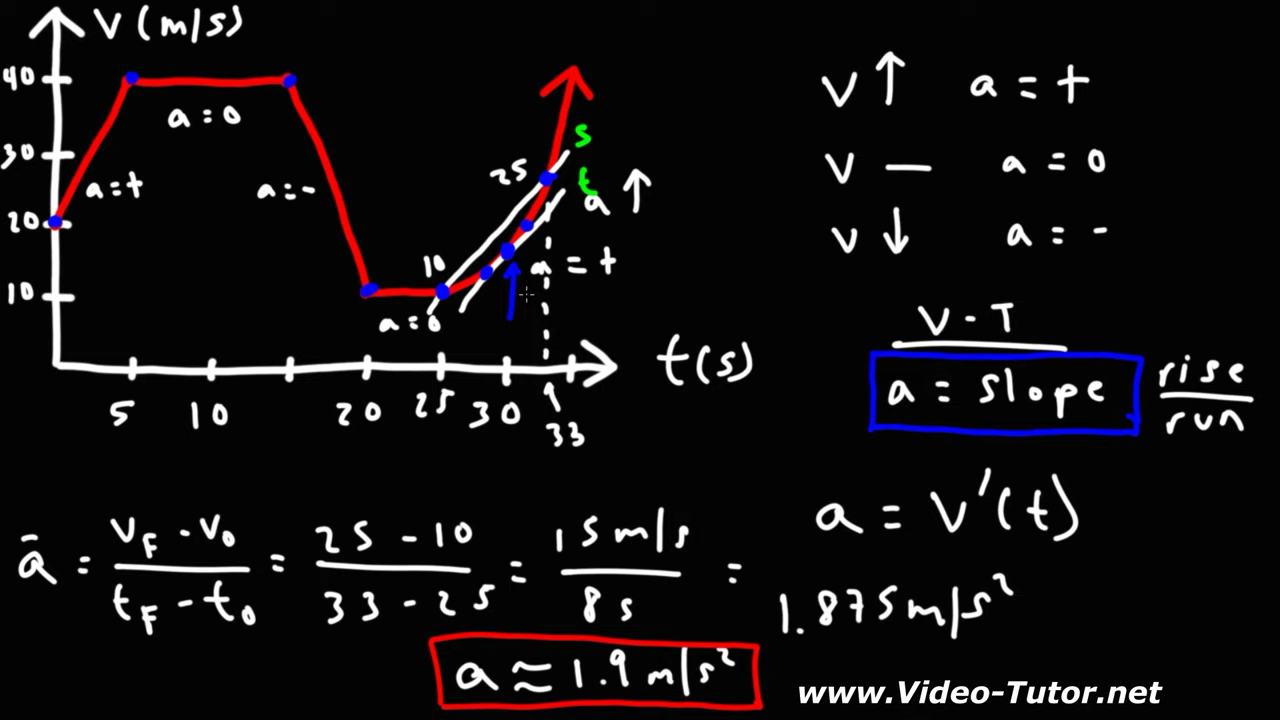 V (m/s)
40
30
20
10
a = 0
a = +
a = -
a = 0
10
25
s
t
a ↑
a = +
5 10 20 25 30 33
t (s)
V ↑ a = +
V — a = 0
V ↓ a = -
V - T
a = slope
rise
run
a = v'(t)
ā = (V_F - V_0)/(t_F - t_0) = (25 - 10)/(33 - 25) = (15 m/s)/(8 s) =
1.875 m/s²
a ≈ 1.9 m/s²
www.Video-Tutor.net